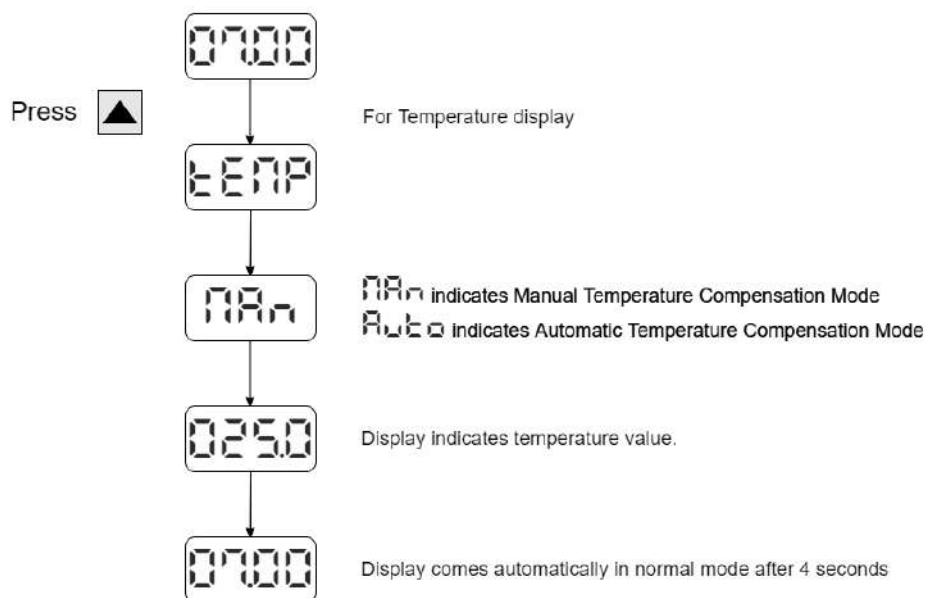 07.00
Press
For Temperature display
tEMP
MAn
MAn indicates Manual Temperature Compensation Mode
Auto indicates Automatic Temperature Compensation Mode
025.0
Display indicates temperature value.
07.00
Display comes automatically in normal mode after 4 seconds